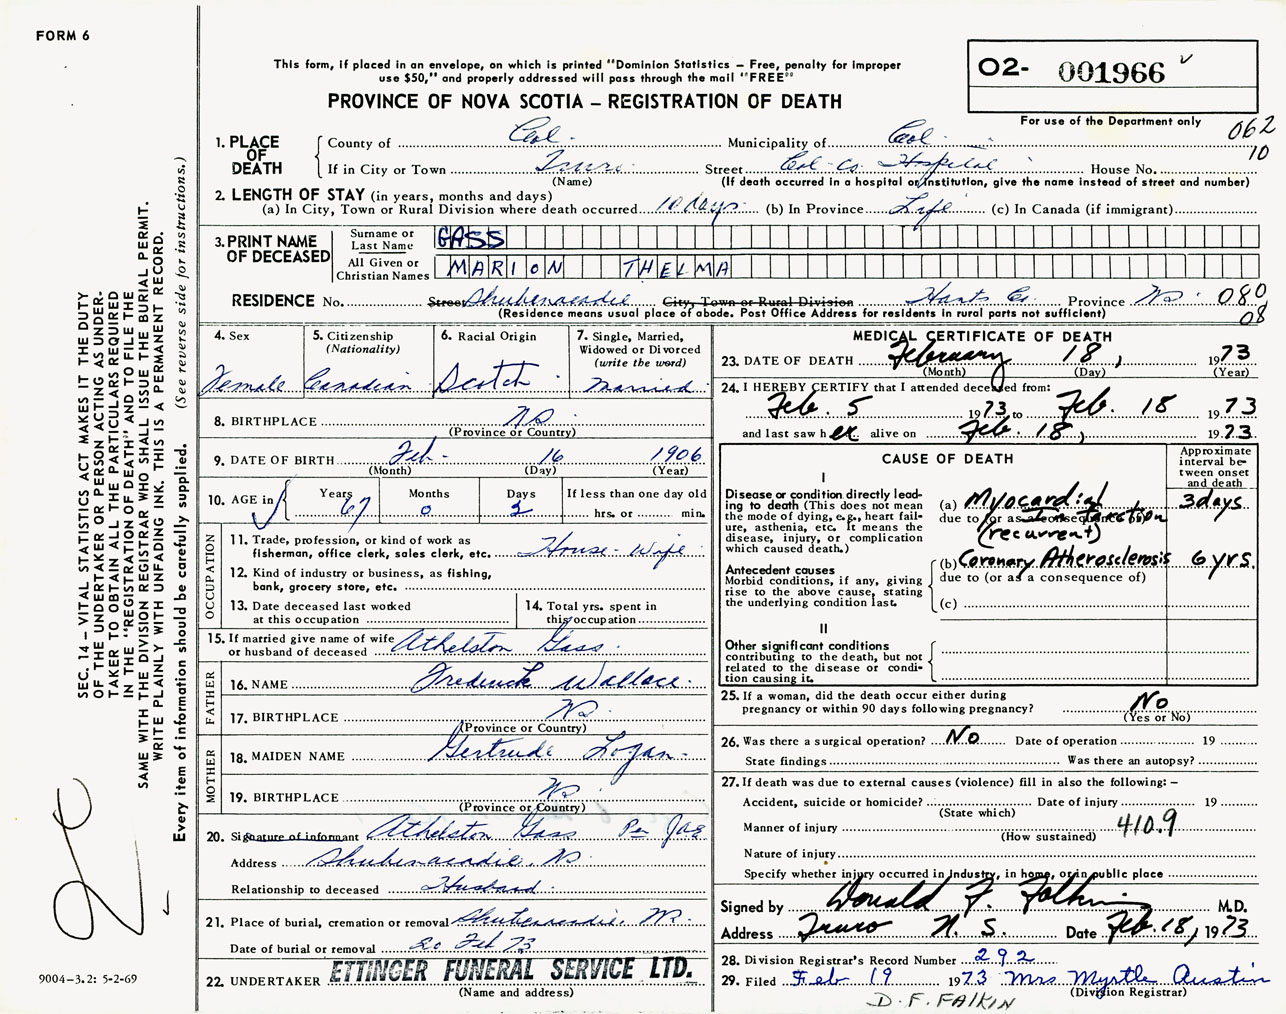 FORM 6
This form, if placed in an envelope, on which is printed "Dominion Statistics – Free, penalty for improper
use $50," and properly addressed will pass through the mail "FREE"
PROVINCE OF NOVA SCOTIA – REGISTRATION OF DEATH
O2- 001966
For use of the Department only
062
10
1. PLACE OF DEATH
County of Col. Municipality of Col.
If in City or Town Truro Street Col. Co. Hospital House No.
(Name) (If death occurred in a hospital or institution, give the name instead of street and number)
2. LENGTH OF STAY (in years, months and days)
(a) In City, Town or Rural Division where death occurred 10 days (b) In Province Life (c) In Canada (if immigrant)
3. PRINT NAME OF DECEASED
Surname or Last Name GASS
All Given or Christian Names MARION THELMA
RESIDENCE No. Street Shubenacadie City, Town or Rural Division Hants Co. Province NS. 080
(Residence means usual place of abode. Post Office Address for residents in rural parts not sufficient) 08
4. Sex Female
5. Citizenship (Nationality) Canadian
6. Racial Origin Scotch
7. Single, Married, Widowed or Divorced (write the word) Married
8. BIRTHPLACE NS.
(Province or Country)
9. DATE OF BIRTH Feb. 16 1906
(Month) (Day) (Year)
10. AGE in Years 67 Months 0 Days 2 If less than one day old hrs. or min.
OCCUPATION
11. Trade, profession, or kind of work as fisherman, office clerk, sales clerk, etc. House-Wife
12. Kind of industry or business, as fishing, bank, grocery store, etc.
13. Date deceased last worked at this occupation
14. Total yrs. spent in this occupation
15. If married give name of wife or husband of deceased Athelston Gass.
FATHER
16. NAME Frederick Wallace.
17. BIRTHPLACE NS
(Province or Country)
MOTHER
18. MAIDEN NAME Gertrude Logan.
19. BIRTHPLACE NS
(Province or Country)
20. Signature of informant Athelston Gass Per
Address Shubenacadie, NS.
Relationship to deceased Husband.
21. Place of burial, cremation or removal Shubenacadie. NS.
Date of burial or removal 20 Feb 73
22. UNDERTAKER ETTINGER FUNERAL SERVICE LTD.
(Name and address)
MEDICAL CERTIFICATE OF DEATH
23. DATE OF DEATH February 18, 1973
(Month) (Day) (Year)
24. I HEREBY CERTIFY that I attended deceased from:
Feb. 5 1973 to Feb. 18 1973
and last saw her alive on Feb. 18, 1973.
CAUSE OF DEATH
Approximate interval between onset and death
I
Disease or condition directly leading to death (This does not mean the mode of dying, e.g., heart failure, asthenia, etc. It means the disease, injury, or complication which caused death.)
(a) Myocardial Infarction (recurrent) 3 days
due to (or as a consequence of)
Antecedent causes
Morbid conditions, if any, giving rise to the above cause, stating the underlying condition last.
(b) Coronary Atherosclerosis 6 yrs.
due to (or as a consequence of)
(c)
II
Other significant conditions
contributing to the death, but not related to the disease or condition causing it.
25. If a woman, did the death occur either during pregnancy or within 90 days following pregnancy? No
(Yes or No)
26. Was there a surgical operation? No Date of operation 19
State findings Was there an autopsy?
27. If death was due to external causes (violence) fill in also the following: –
Accident, suicide or homicide? Date of injury 19
(State which)
Manner of injury 410.9
(How sustained)
Nature of injury
Specify whether injury occurred in Industry, in home, or in public place
Signed by Donald F. Falkin M.D.
Address Truro N. S. Date Feb. 18, 1973
28. Division Registrar's Record Number 292
29. Filed Feb 19 1973 Mrs Myrtle Austin
(Division Registrar)
D. F. FALKIN
SEC. 14 – VITAL STATISTICS ACT MAKES IT THE DUTY
OF THE UNDERTAKER OR PERSON ACTING AS UNDER-
TAKER TO OBTAIN ALL THE PARTICULARS REQUIRED
IN THE "REGISTRATION OF DEATH" AND TO FILE THE
SAME WITH THE DIVISION REGISTRAR WHO SHALL ISSUE THE BURIAL PERMIT.
WRITE PLAINLY WITH UNFADING INK. THIS IS A PERMANENT RECORD.
Every item of information should be carefully supplied. (See reverse side for instructions.)
9004-3.2: 5-2-69